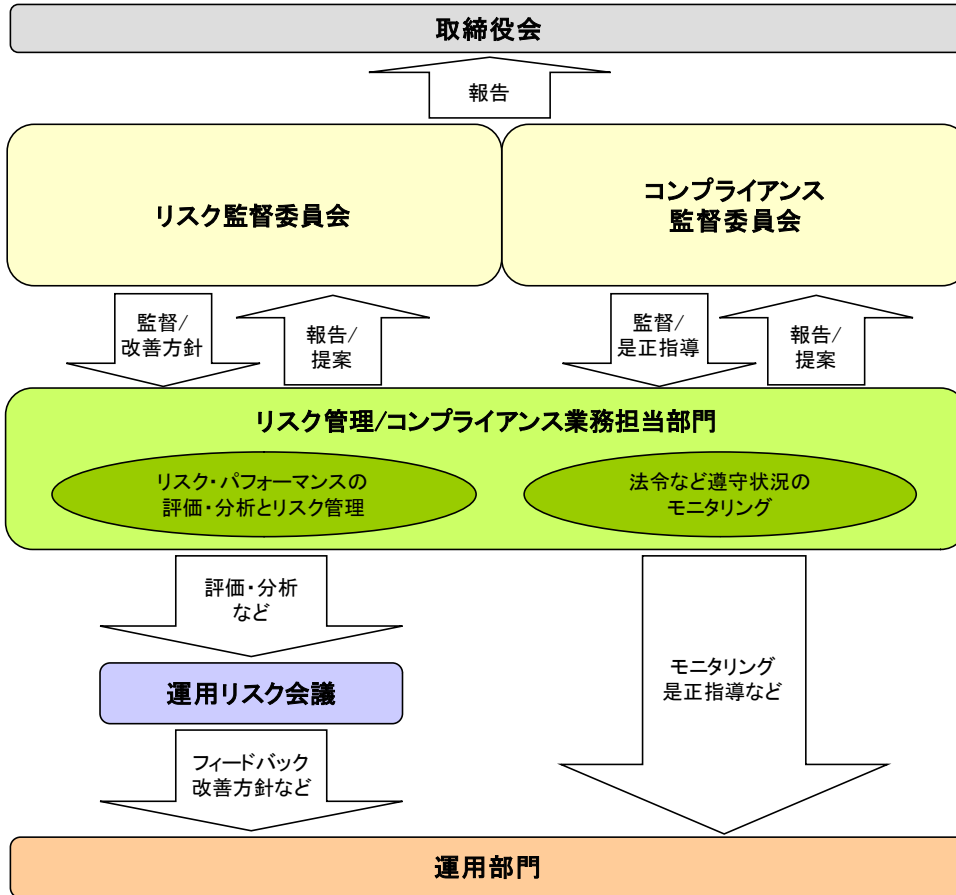 取締役会
報告
リスク監督委員会
コンプライアンス
監督委員会
監督/
改善方針
報告/
提案
監督/
是正指導
報告/
提案
リスク管理/コンプライアンス業務担当部門
リスク・パフォーマンスの
評価・分析とリスク管理
法令など遵守状況の
モニタリング
評価・分析
など
運用リスク会議
フィードバック
改善方針など
モニタリング
是正指導など
運用部門